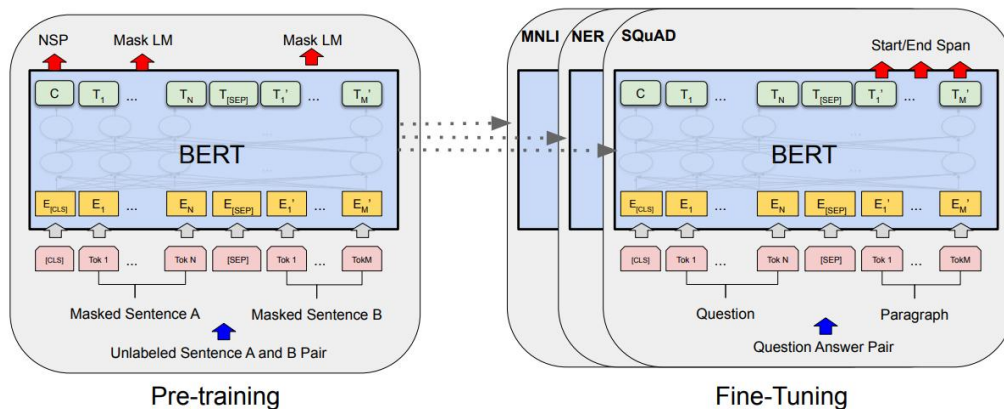 NSP Mask LM Mask LM
C T1 ... TN T[SEP] T1' ... TM'
BERT
E[CLS] E1 ... EN E[SEP] E1' ... EM'
[CLS] Tok 1 ... Tok N [SEP] Tok 1 ... TokM
Masked Sentence A Masked Sentence B
Unlabeled Sentence A and B Pair
Pre-training
MNLI NER SQuAD
Start/End Span
C T1 ... TN T[SEP] T1' ... TM'
BERT
E[CLS] E1 ... EN E[SEP] E1' ... EM'
[CLS] Tok 1 ... Tok N [SEP] Tok 1 ... TokM
Question Paragraph
Question Answer Pair
Fine-Tuning